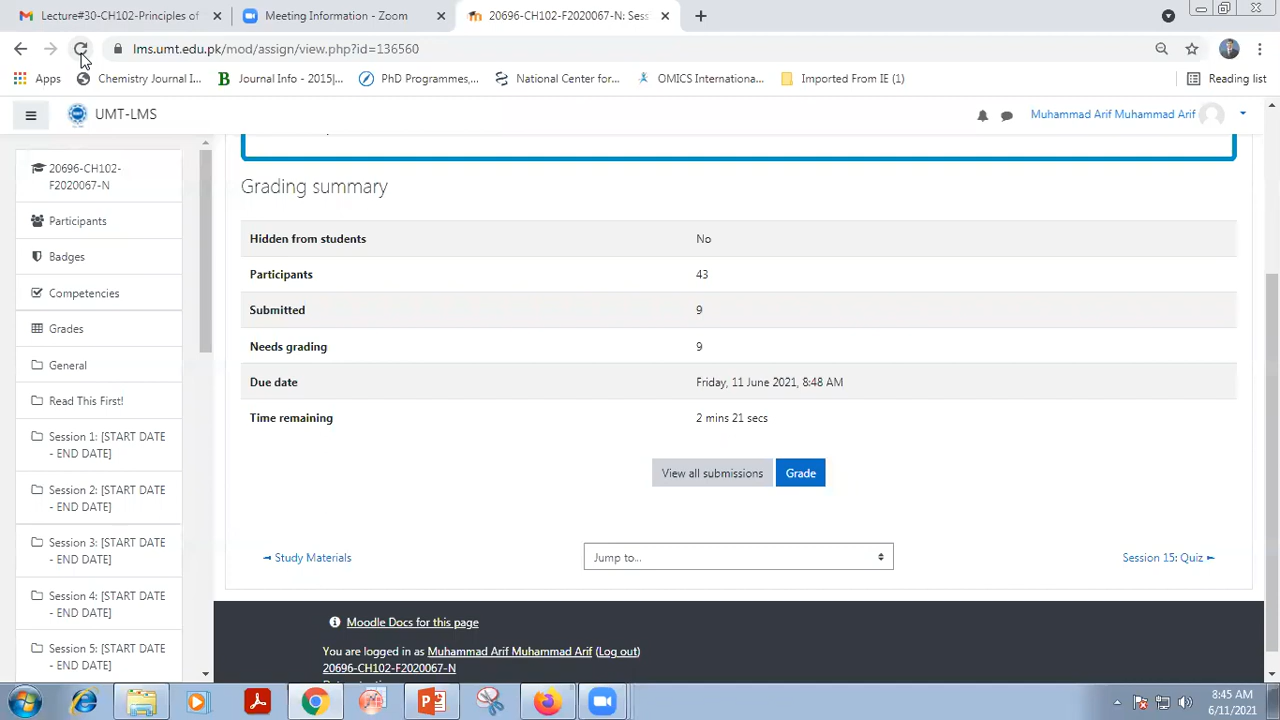 Lecture#30-CH102-Principles of
Meeting Information - Zoom
20696-CH102-F2020067-N: Sess
lms.umt.edu.pk/mod/assign/view.php?id=136560
Apps
Chemistry Journal I...
Journal Info - 2015|...
PhD Programmes,...
National Center for...
OMICS Internationa...
Imported From IE (1)
Reading list
UMT-LMS
Muhammad Arif Muhammad Arif
20696-CH102-
F2020067-N
Participants
Badges
Competencies
Grades
General
Read This First!
Session 1: [START DATE
- END DATE]
Session 2: [START DATE
- END DATE]
Session 3: [START DATE
- END DATE]
Session 4: [START DATE
- END DATE]
Session 5: [START DATE
- END DATE]
Grading summary
Hidden from students No
Participants 43
Submitted 9
Needs grading 9
Due date Friday, 11 June 2021, 8:48 AM
Time remaining 2 mins 21 secs
View all submissions Grade
◄ Study Materials
Jump to...
Session 15: Quiz ►
Moodle Docs for this page
You are logged in as Muhammad Arif Muhammad Arif (Log out)
20696-CH102-F2020067-N
8:45 AM
6/11/2021